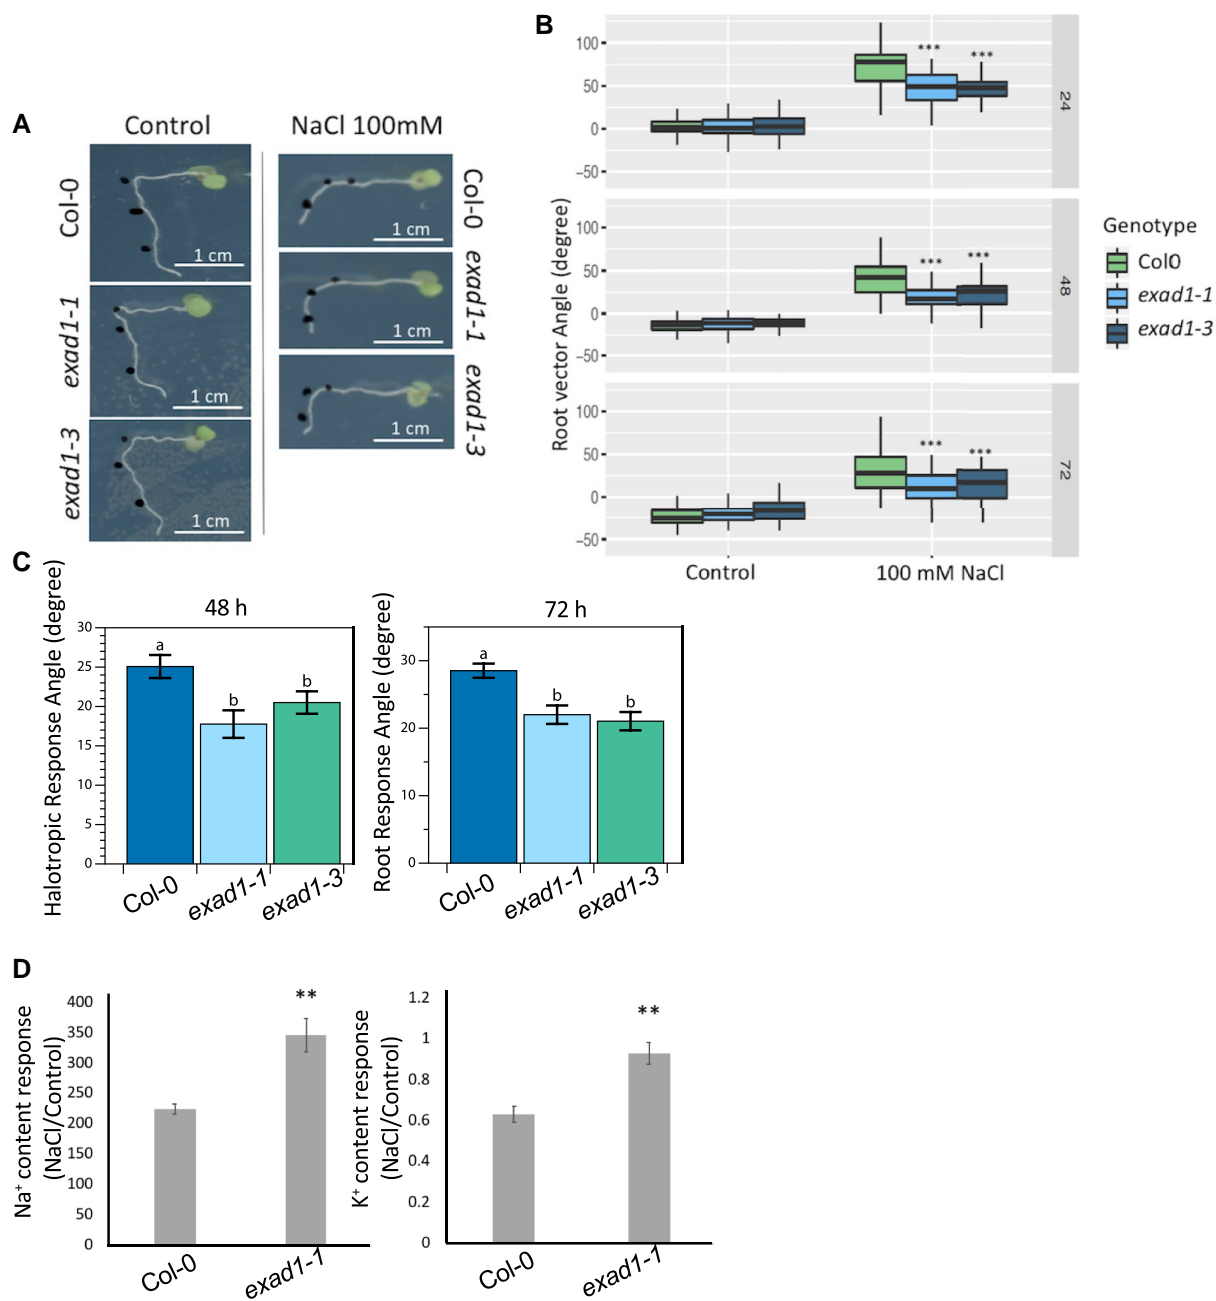 A
Control
NaCl 100mM
Col-0
1 cm
exad1-1
1 cm
exad1-3
1 cm
1 cm
Col-0
1 cm
exad1-1
1 cm
exad1-3
B
Root vector Angle (degree)
100
50
0
−50
*** ***
24
100
50
0
−50
*** ***
48
100
50
0
−50
*** ***
72
Control
100 mM NaCl
Genotype
Col0
exad1-1
exad1-3
C
48 h
Halotropic Response Angle (degree)
30
25
20
15
10
5
0
a
b
b
Col-0
exad1-1
exad1-3
72 h
Root Response Angle (degree)
30
20
10
0
a
b
b
Col-0
exad1-1
exad1-3
D
Na+ content response
(NaCl/Control)
400
350
300
250
200
150
100
50
0
**
Col-0
exad1-1
K+ content response
(NaCl/Control)
1.2
1
0.8
0.6
0.4
0.2
0
**
Col-0
exad1-1